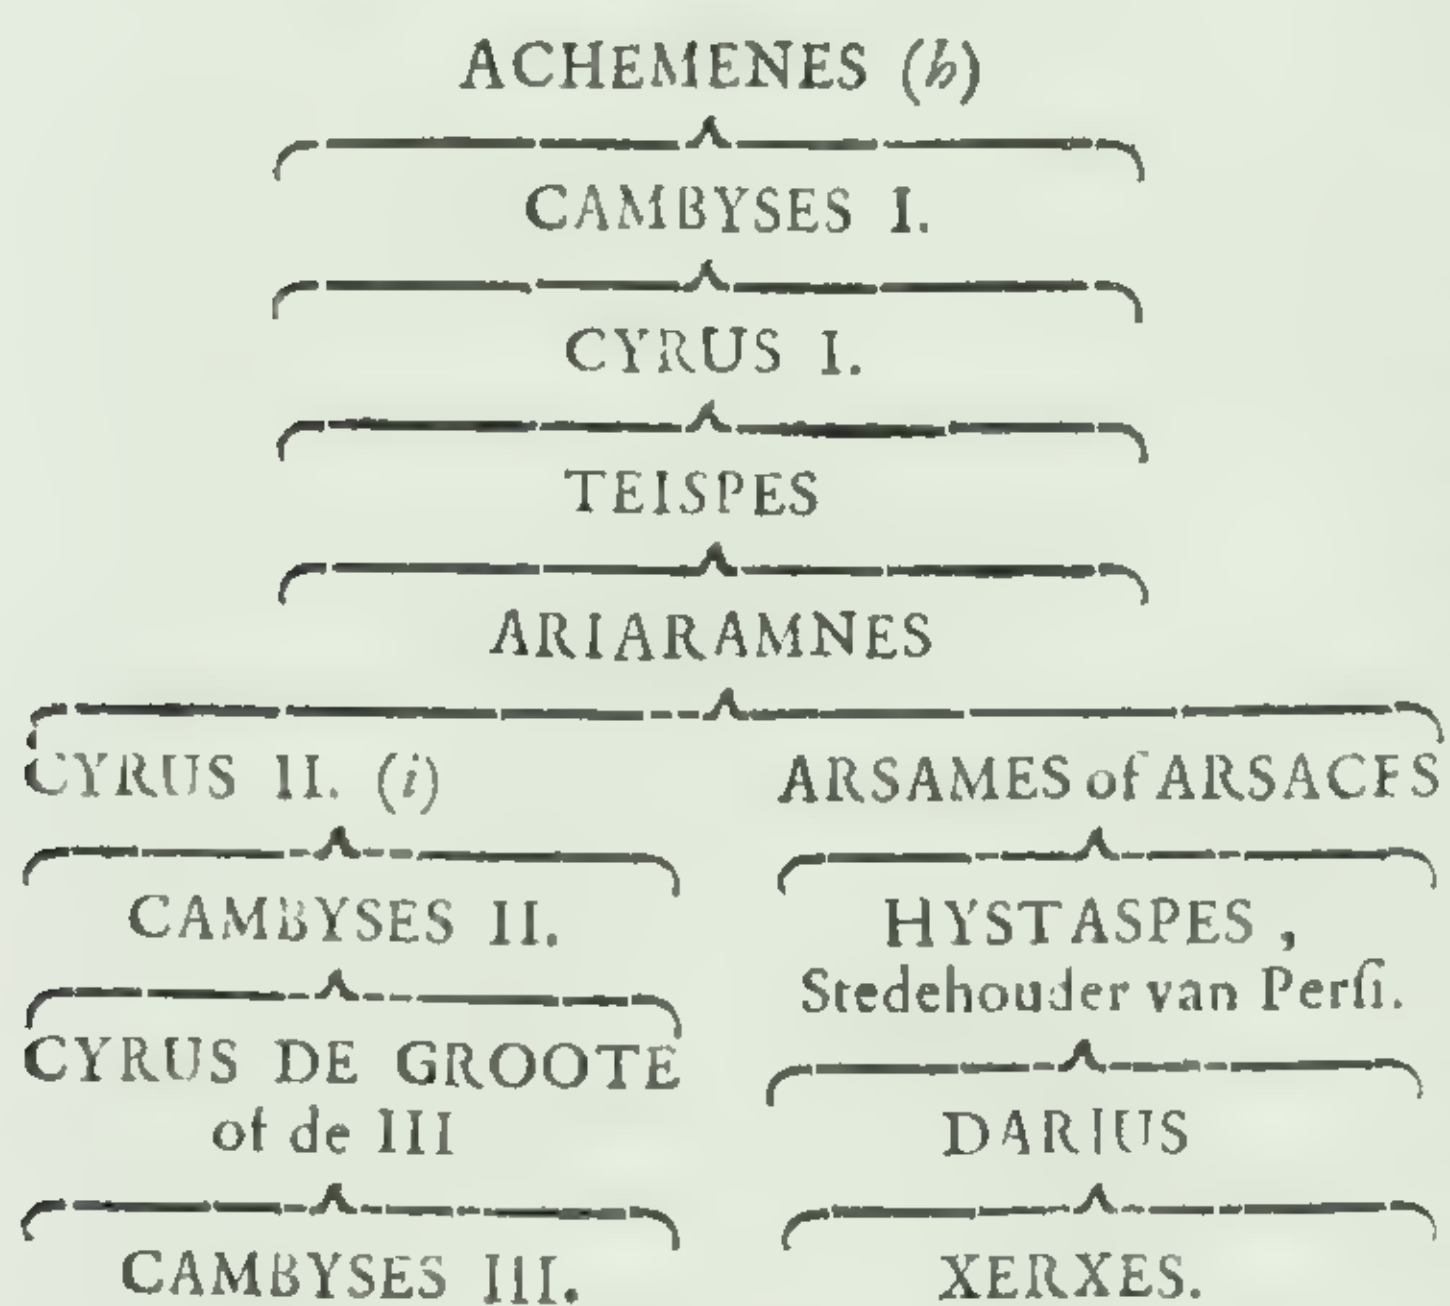 ACHEMENES (h)
CAMBYSES I.
CYRUS I.
TEISPES
ARIARAMNES
CYRUS II. (i)
ARSAMES of ARSACES
CAMBYSES II.
HYSTASPES ,
Stedehouder van Perſi.
CYRUS DE GROOTE
of de III
DARIUS
CAMBYSES III.
XERXES.